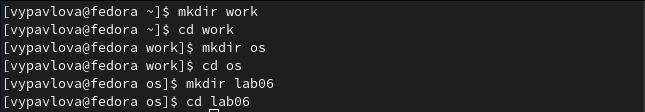 [vypavlova@fedora ~]$ mkdir work
[vypavlova@fedora ~]$ cd work
[vypavlova@fedora work]$ mkdir os
[vypavlova@fedora work]$ cd os
[vypavlova@fedora os]$ mkdir lab06
[vypavlova@fedora os]$ cd lab06